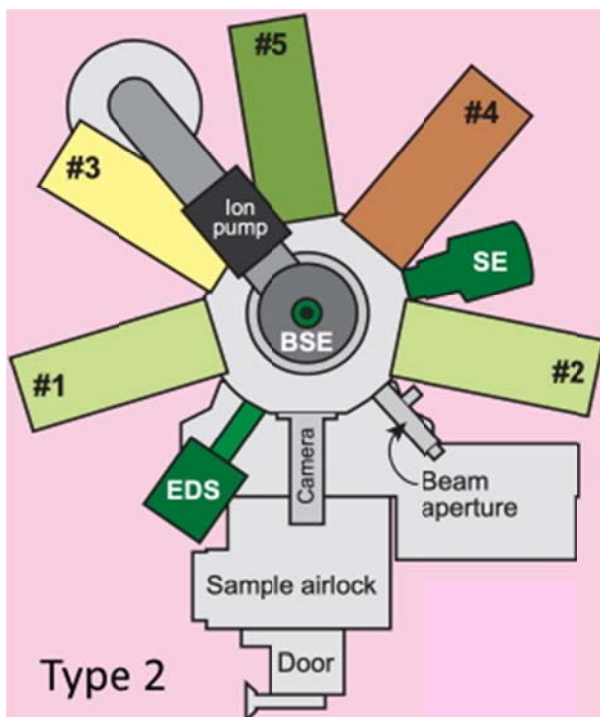 #5
#4
#3
Ion
pump
SE
BSE
#1
#2
EDS
Camera
Beam
aperture
Sample airlock
Door
Type 2